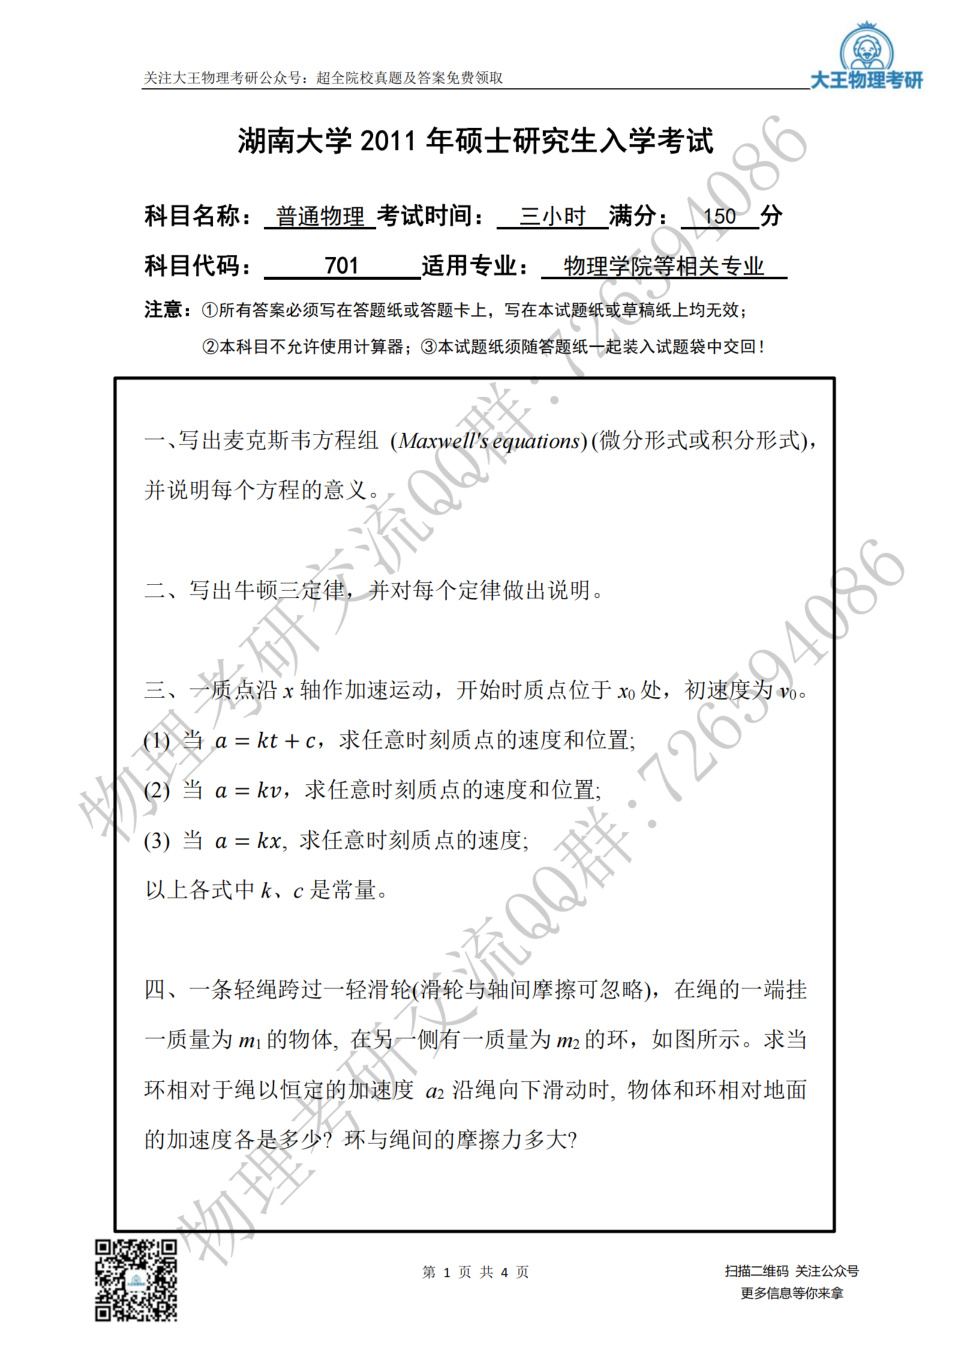 关注大王物理考研公众号：超全院校真题及答案免费领取
大王物理考研
湖南大学 2011 年硕士研究生入学考试
科目名称： 普通物理 考试时间： 三小时 满分： 150 分
科目代码： 701 适用专业： 物理学院等相关专业
注意：①所有答案必须写在答题纸或答题卡上，写在本试题纸或草稿纸上均无效；
②本科目不允许使用计算器；③本试题纸须随答题纸一起装入试题袋中交回！
一、写出麦克斯韦方程组 (Maxwell's equations) (微分形式或积分形式)，
并说明每个方程的意义。
二、写出牛顿三定律，并对每个定律做出说明。
三、一质点沿 x 轴作加速运动，开始时质点位于 x₀ 处，初速度为 v₀。
(1) 当 a = kt + c，求任意时刻质点的速度和位置;
(2) 当 a = kv，求任意时刻质点的速度和位置;
(3) 当 a = kx, 求任意时刻质点的速度;
以上各式中 k、c 是常量。
四、一条轻绳跨过一轻滑轮(滑轮与轴间摩擦可忽略)，在绳的一端挂
一质量为 m₁ 的物体, 在另一侧有一质量为 m₂ 的环，如图所示。求当
环相对于绳以恒定的加速度 a₂ 沿绳向下滑动时, 物体和环相对地面
的加速度各是多少? 环与绳间的摩擦力多大?
物理考研交流QQ群：726594086
物理考研交流QQ群：726594086
大王物理考研
第 1 页 共 4 页
扫描二维码 关注公众号
更多信息等你来拿